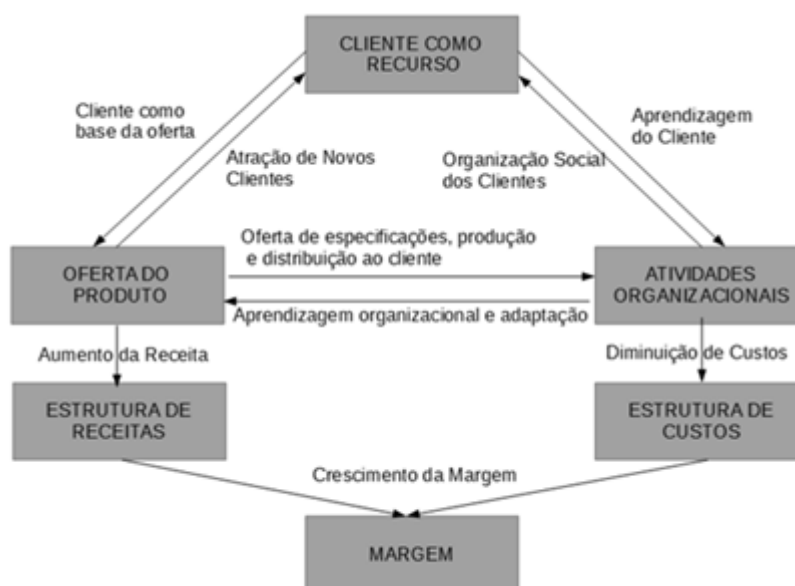 CLIENTE COMO
RECURSO
Cliente como
base da oferta
Aprendizagem
do Cliente
Atração de Novos
Clientes
Organização Social
dos Clientes
Oferta de especificações, produção
e distribuição ao cliente
OFERTA DO
PRODUTO
ATIVIDADES
ORGANIZACIONAIS
Aprendizagem organizacional e adaptação
Aumento da Receita
Diminuição de Custos
ESTRUTURA DE
RECEITAS
ESTRUTURA DE
CUSTOS
Crescimento da Margem
MARGEM